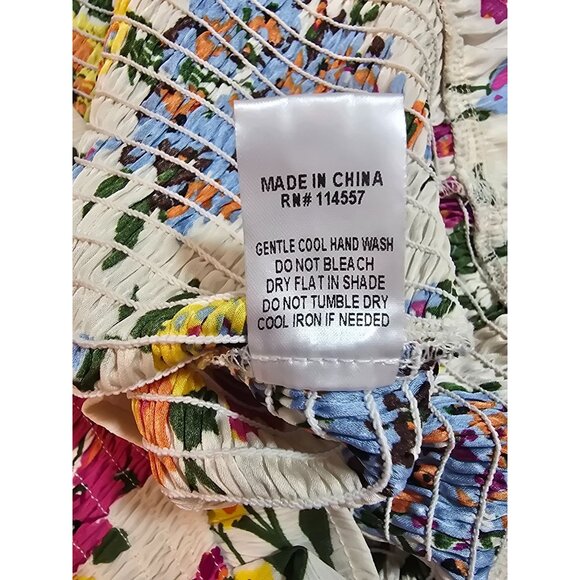 MADE IN CHINA
RN# 114557
GENTLE COOL HAND WASH
DO NOT BLEACH
DRY FLAT IN SHADE
DO NOT TUMBLE DRY
COOL IRON IF NEEDED